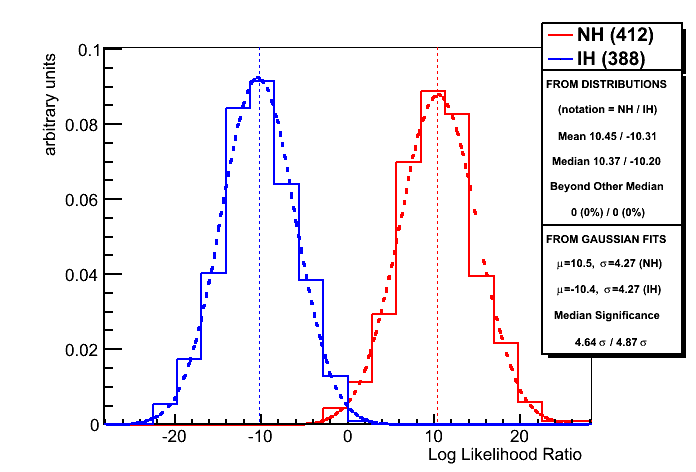 NH (412)
IH (388)
FROM DISTRIBUTIONS
(notation = NH / IH)
Mean 10.45 / -10.31
Median 10.37 / -10.20
Beyond Other Median
0 (0%) / 0 (0%)
FROM GAUSSIAN FITS
μ=10.5, σ=4.27 (NH)
μ=-10.4, σ=4.27 (IH)
Median Significance
4.64 σ / 4.87 σ
arbitrary units
0.1
0.08
0.06
0.04
0.02
0
-20
-10
0
10
20
Log Likelihood Ratio